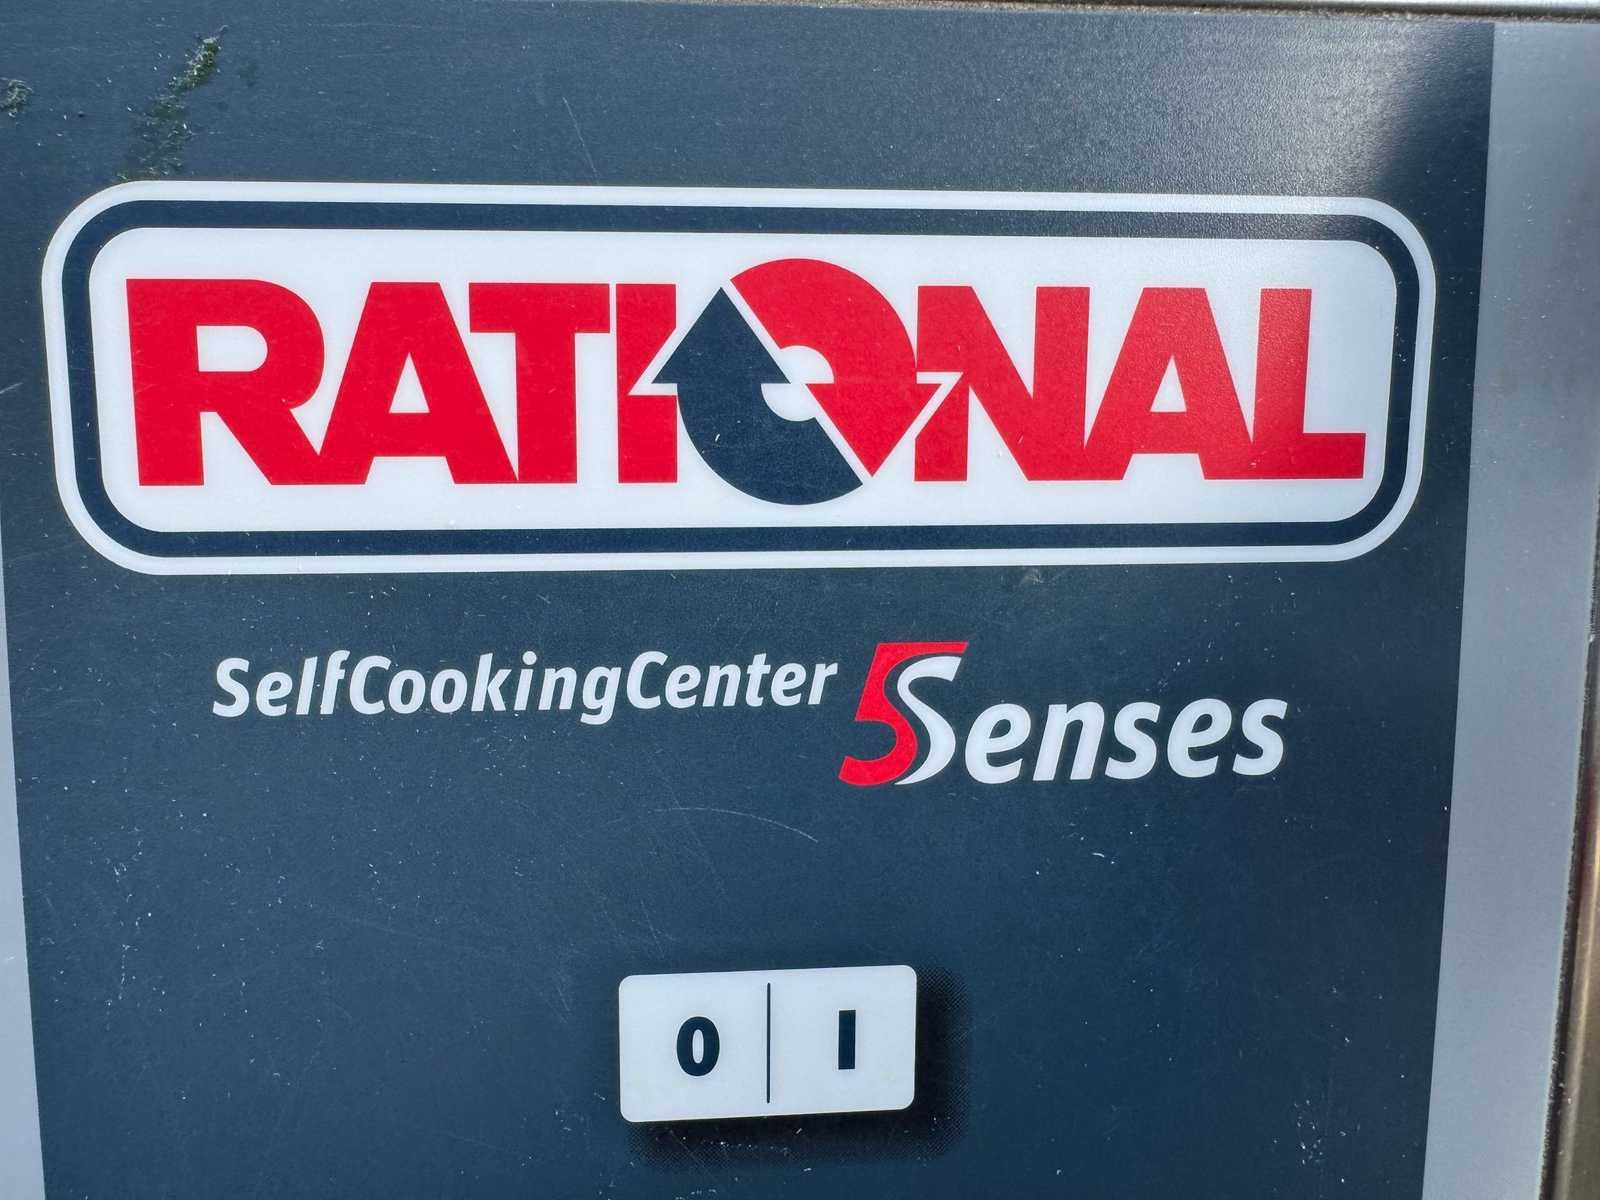 RATIONAL
SelfCookingCenter 5Senses
0 | I